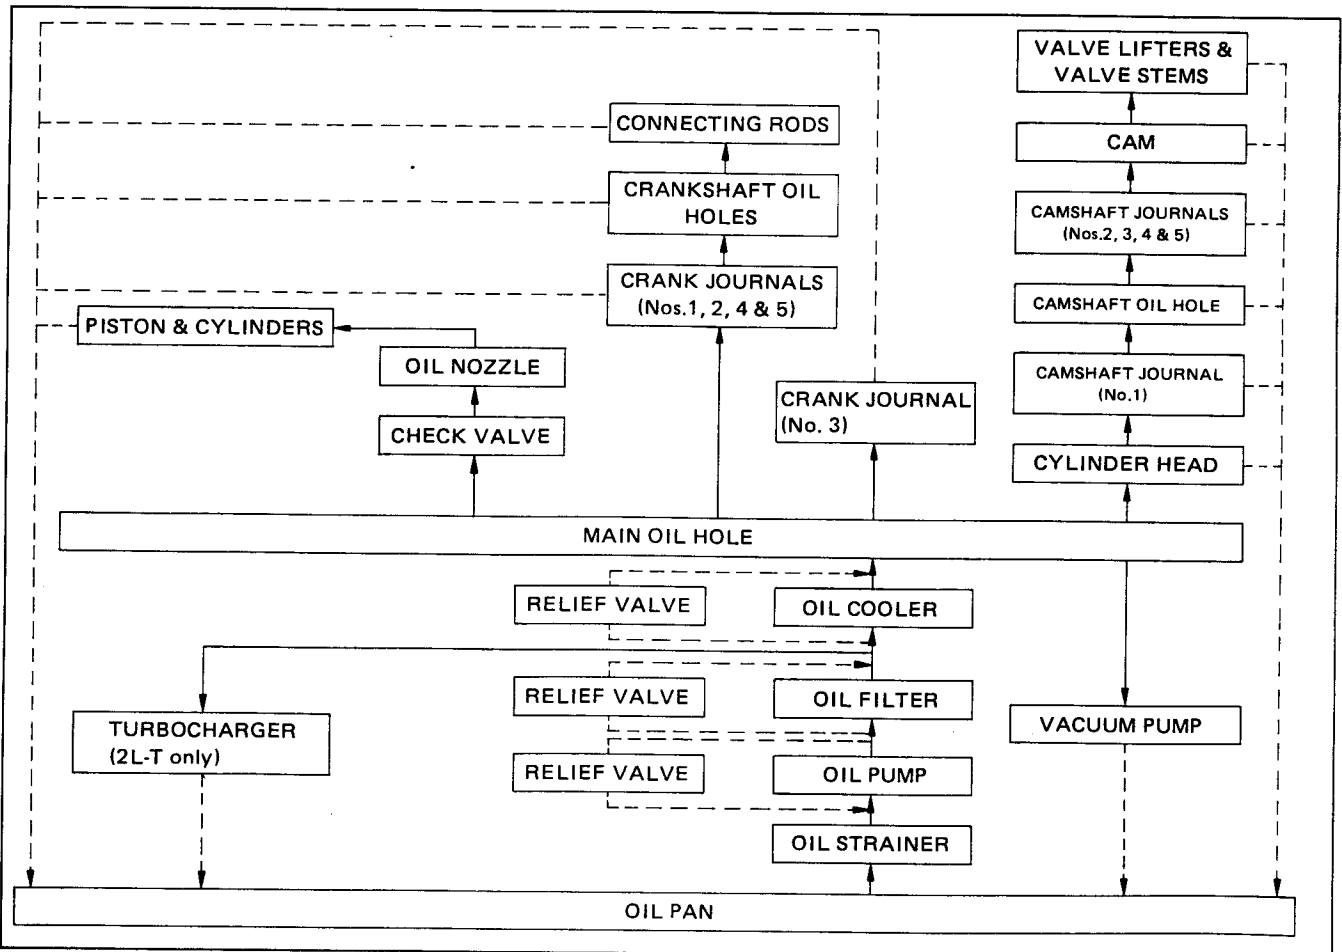 VALVE LIFTERS &
VALVE STEMS
CONNECTING RODS
CAM
CRANKSHAFT OIL
HOLES
CAMSHAFT JOURNALS
(Nos.2, 3, 4 & 5)
CRANK JOURNALS
(Nos.1, 2, 4 & 5)
CAMSHAFT OIL HOLE
PISTON & CYLINDERS
OIL NOZZLE
CAMSHAFT JOURNAL
(No.1)
CRANK JOURNAL
(No. 3)
CHECK VALVE
CYLINDER HEAD
MAIN OIL HOLE
RELIEF VALVE
OIL COOLER
RELIEF VALVE
OIL FILTER
TURBOCHARGER
(2L-T only)
VACUUM PUMP
RELIEF VALVE
OIL PUMP
OIL STRAINER
OIL PAN